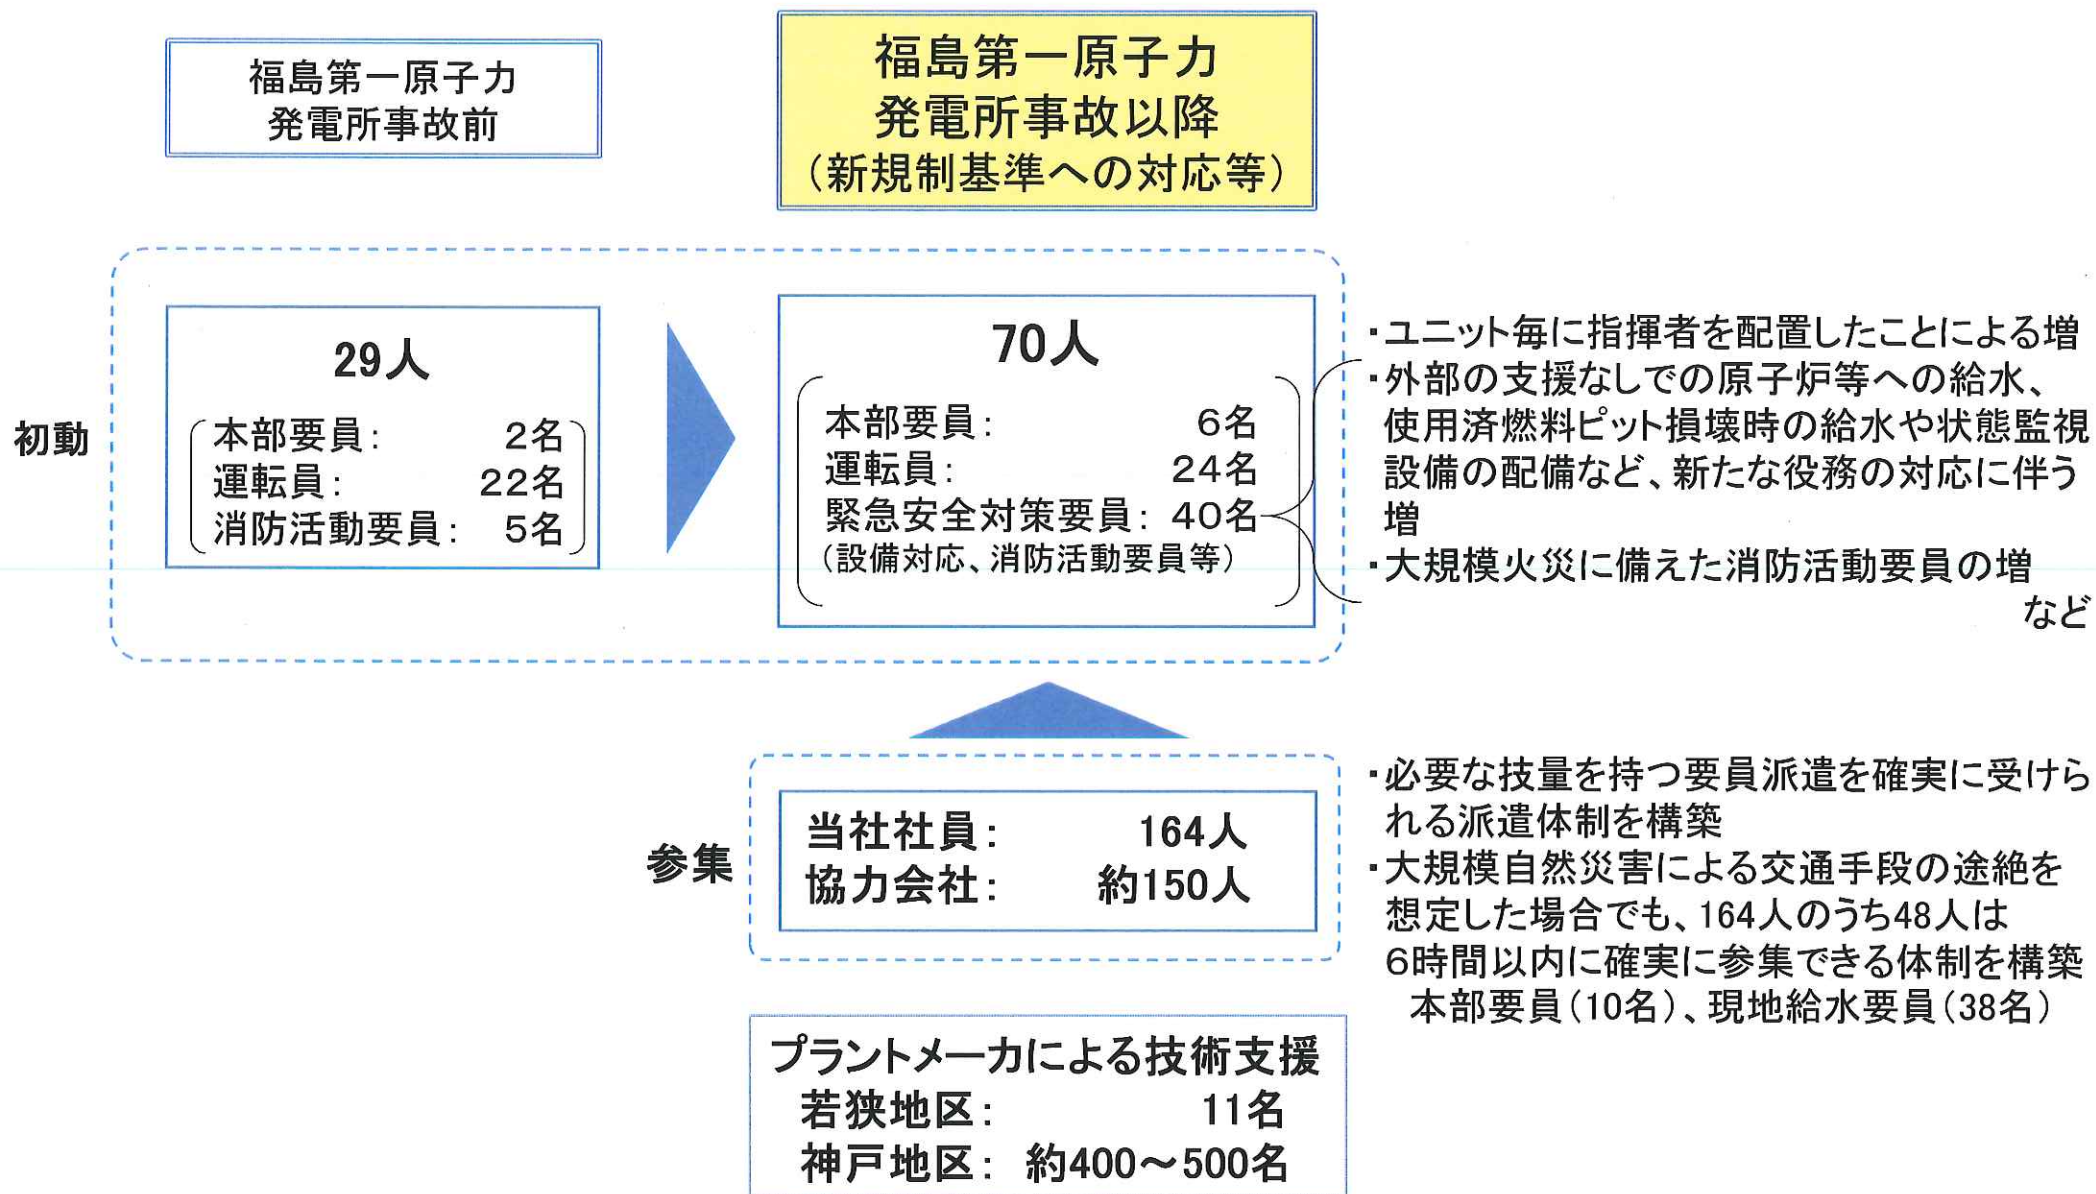 福島第一原子力
発電所事故前
福島第一原子力
発電所事故以降
(新規制基準への対応等)
初動
29人
本部要員: 2名
運転員: 22名
消防活動要員: 5名
70人
本部要員: 6名
運転員: 24名
緊急安全対策要員: 40名
(設備対応、消防活動要員等)
・ユニット毎に指揮者を配置したことによる増
・外部の支援なしでの原子炉等への給水、
使用済燃料ピット損壊時の給水や状態監視
設備の配備など、新たな役務の対応に伴う
増
・大規模火災に備えた消防活動要員の増
など
参集
当社社員: 164人
協力会社: 約150人
・必要な技量を持つ要員派遣を確実に受けら
れる派遣体制を構築
・大規模自然災害による交通手段の途絶を
想定した場合でも、164人のうち48人は
6時間以内に確実に参集できる体制を構築
本部要員(10名)、現地給水要員(38名)
プラントメーカによる技術支援
若狭地区: 11名
神戸地区: 約400～500名